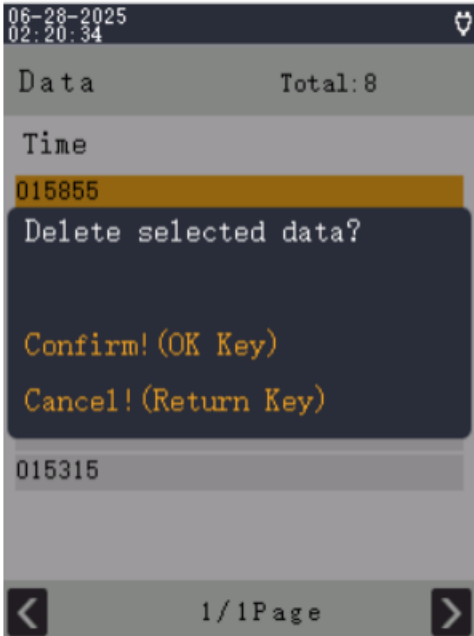 06-28-2025
02:20:34
Data Total:8
Time
015855
Delete selected data?
Confirm!(OK Key)
Cancel!(Return Key)
015315
1/1Page